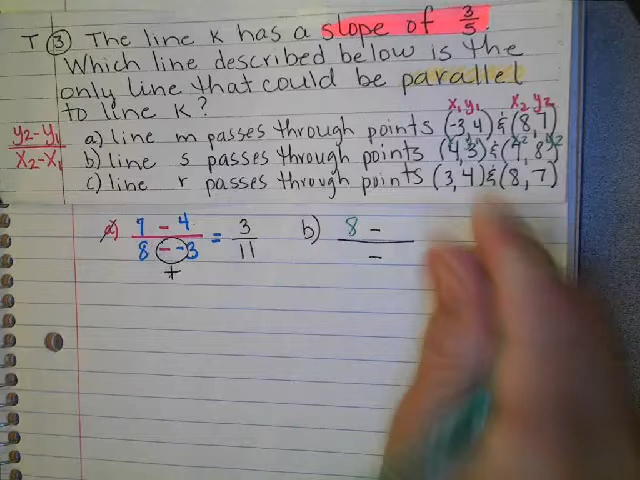 T ③ The line K has a slope of 3/5.
Which line described below is the
only line that could be parallel
to line K?
x₁ y₁ x₂ y₂
y₂-y₁/x₂-x₁
a) line m passes through points (-3,4) & (8,7)
b) line s passes through points (4,3) & (7,8)
c) line r passes through points (3,4) & (8,7)
a) 7 - 4 / 8 - -3 = 3/11 b) 8 - / -
+